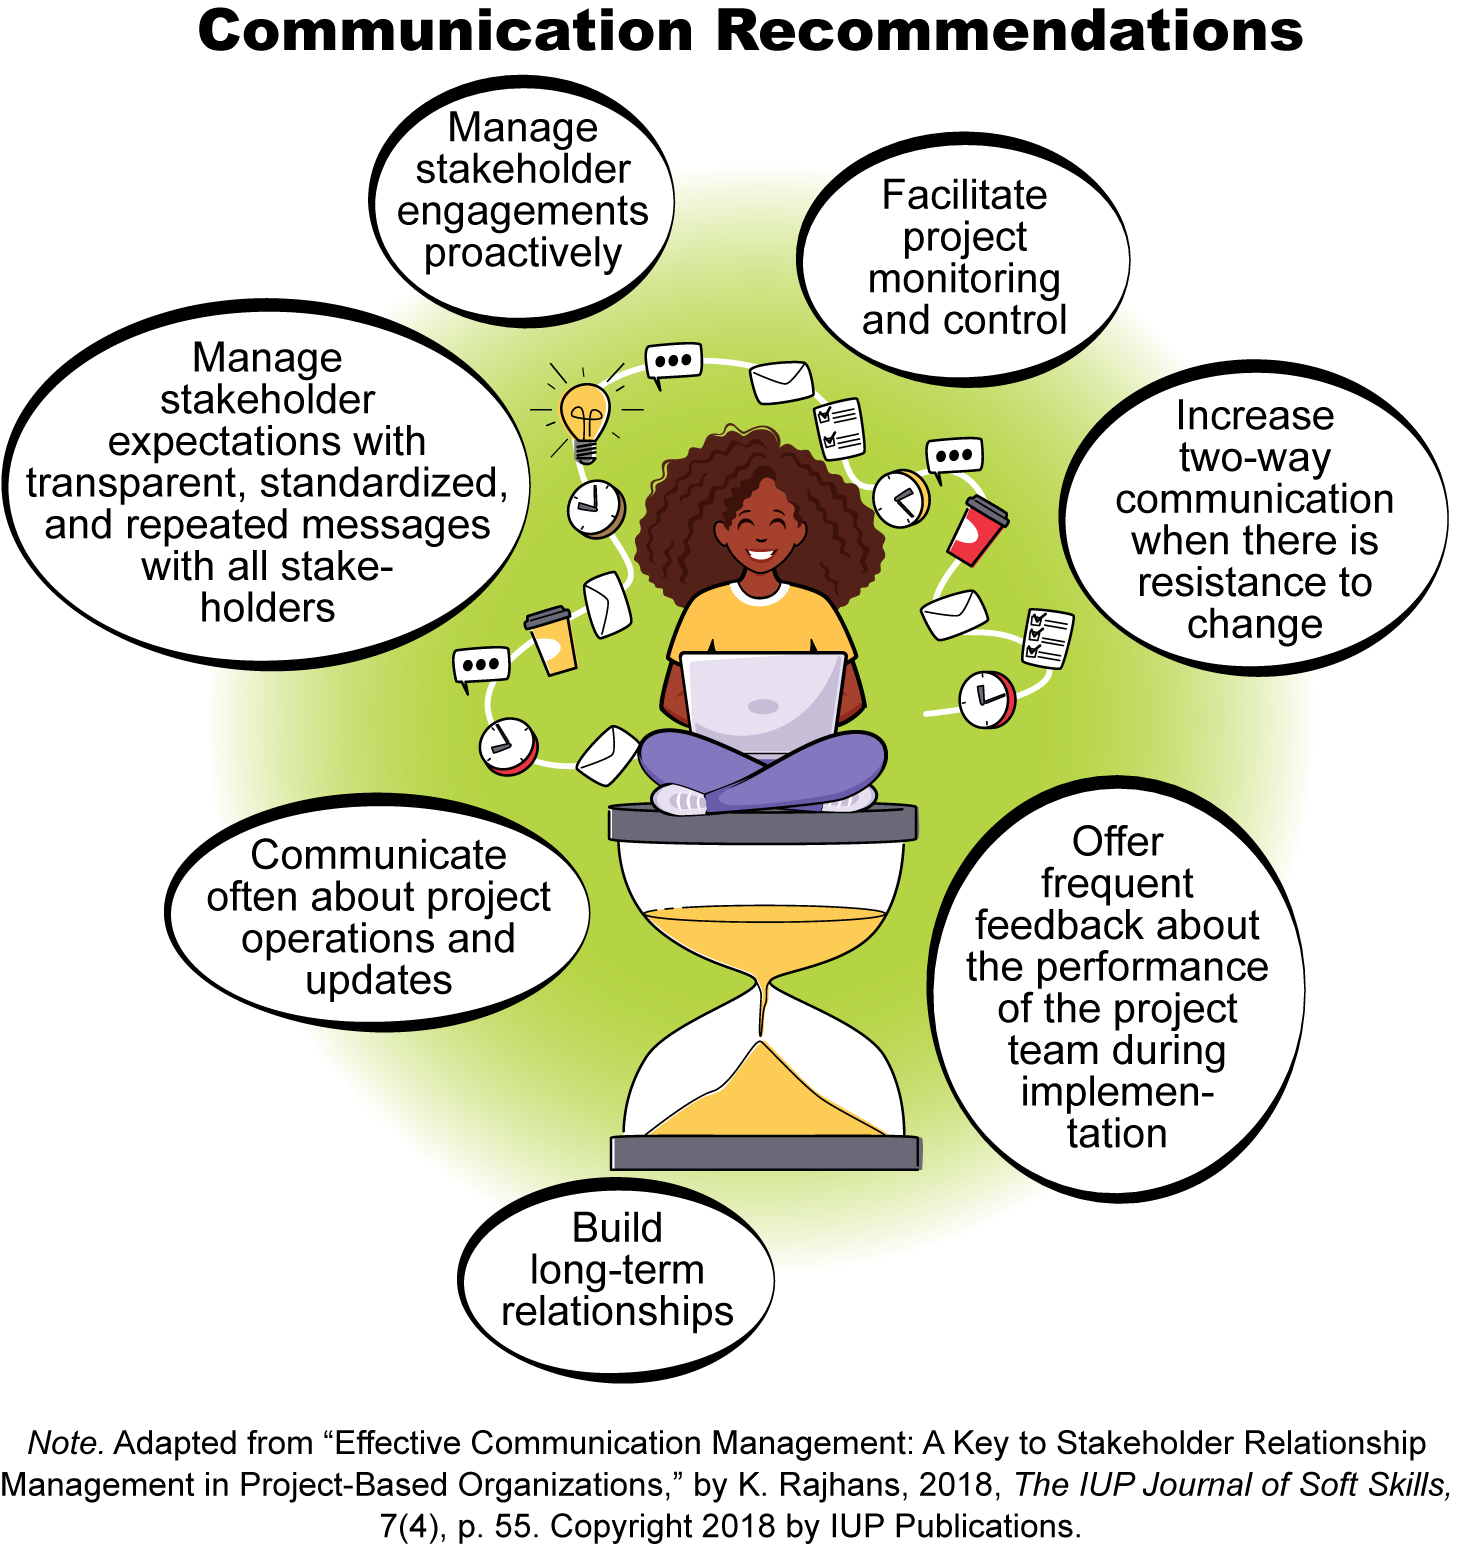 Communication Recommendations
Manage
stakeholder
engagements
proactively
Facilitate
project
monitoring
and control
Manage
stakeholder
expectations with
transparent, standardized,
and repeated messages
with all stake-
holders
Increase
two-way
communication
when there is
resistance to
change
Communicate
often about project
operations and
updates
Offer
frequent
feedback about
the performance
of the project
team during
implemen-
tation
Build
long-term
relationships
Note. Adapted from “Effective Communication Management: A Key to Stakeholder Relationship
Management in Project-Based Organizations,” by K. Rajhans, 2018, The IUP Journal of Soft Skills,
7(4), p. 55. Copyright 2018 by IUP Publications.